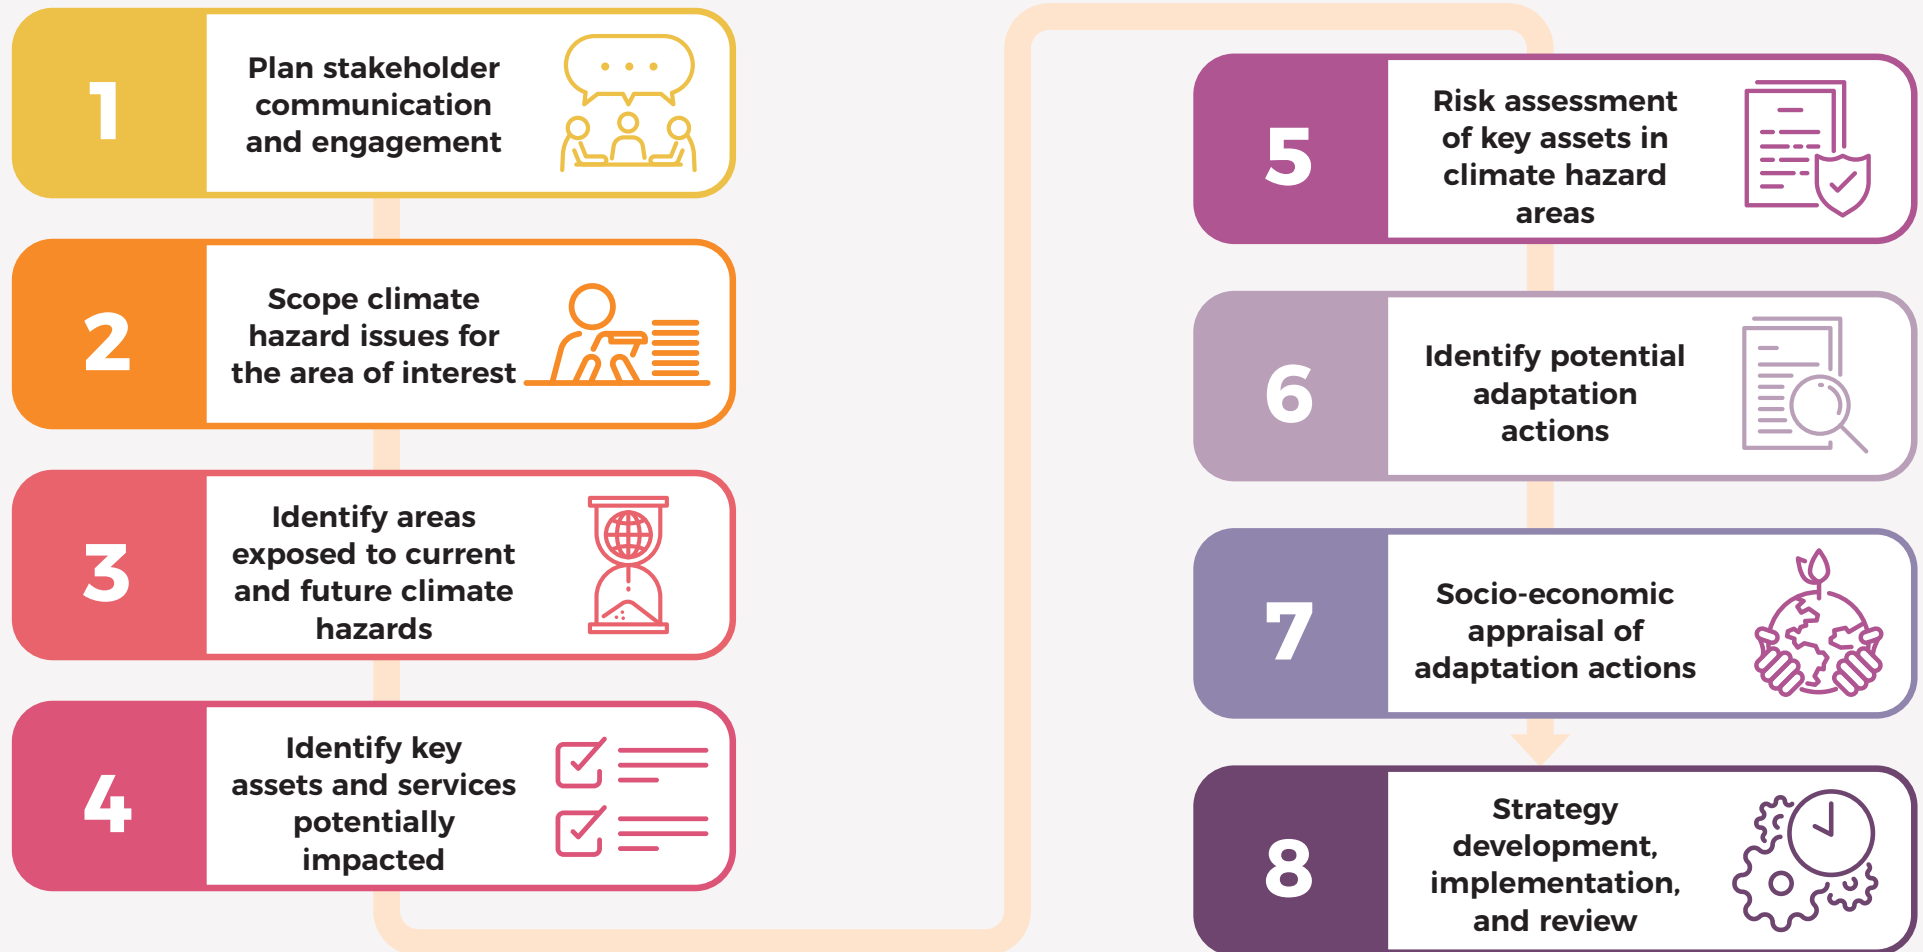 1
Plan stakeholder
communication
and engagement
2
Scope climate
hazard issues for
the area of interest
3
Identify areas
exposed to current
and future climate
hazards
4
Identify key
assets and services
potentially
impacted
5
Risk assessment
of key assets in
climate hazard
areas
6
Identify potential
adaptation
actions
7
Socio-economic
appraisal of
adaptation actions
8
Strategy
development,
implementation,
and review